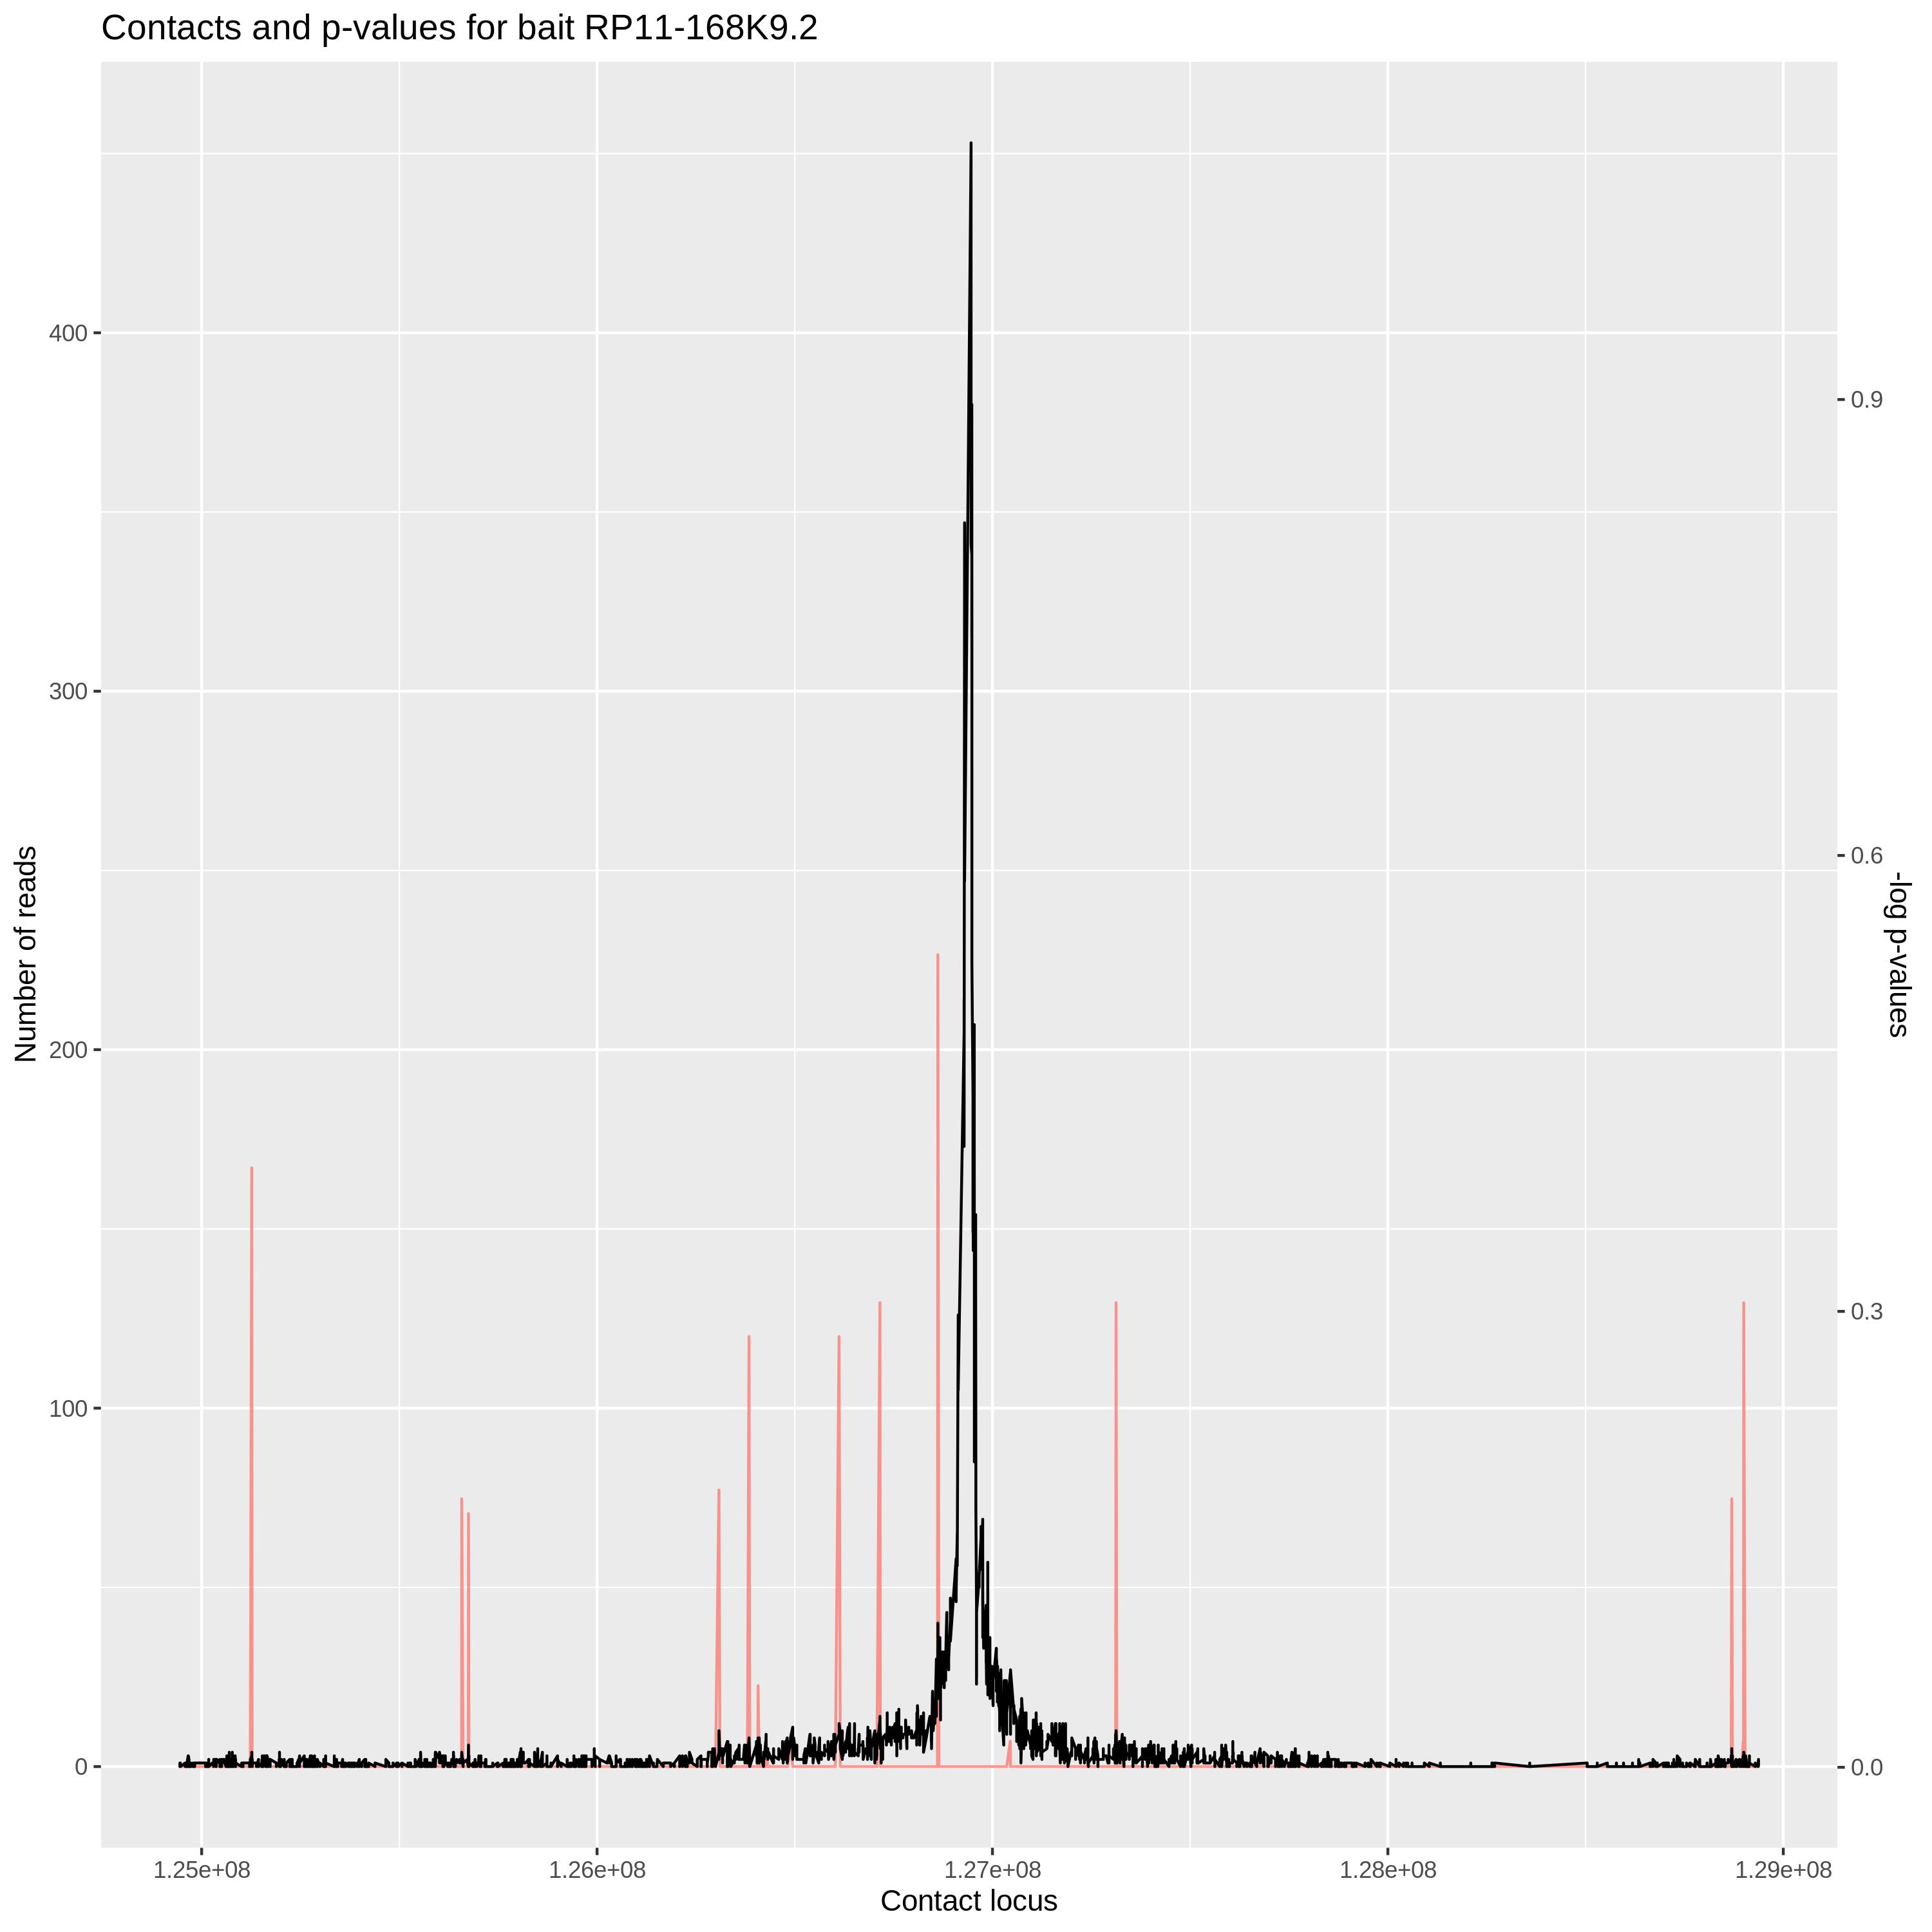 Contacts and p-values for bait RP11-168K9.2
400
300
200
100
0
Number of reads
0.9
0.6
0.3
0.0
-log p-values
1.25e+08
1.26e+08
1.27e+08
1.28e+08
1.29e+08
Contact locus